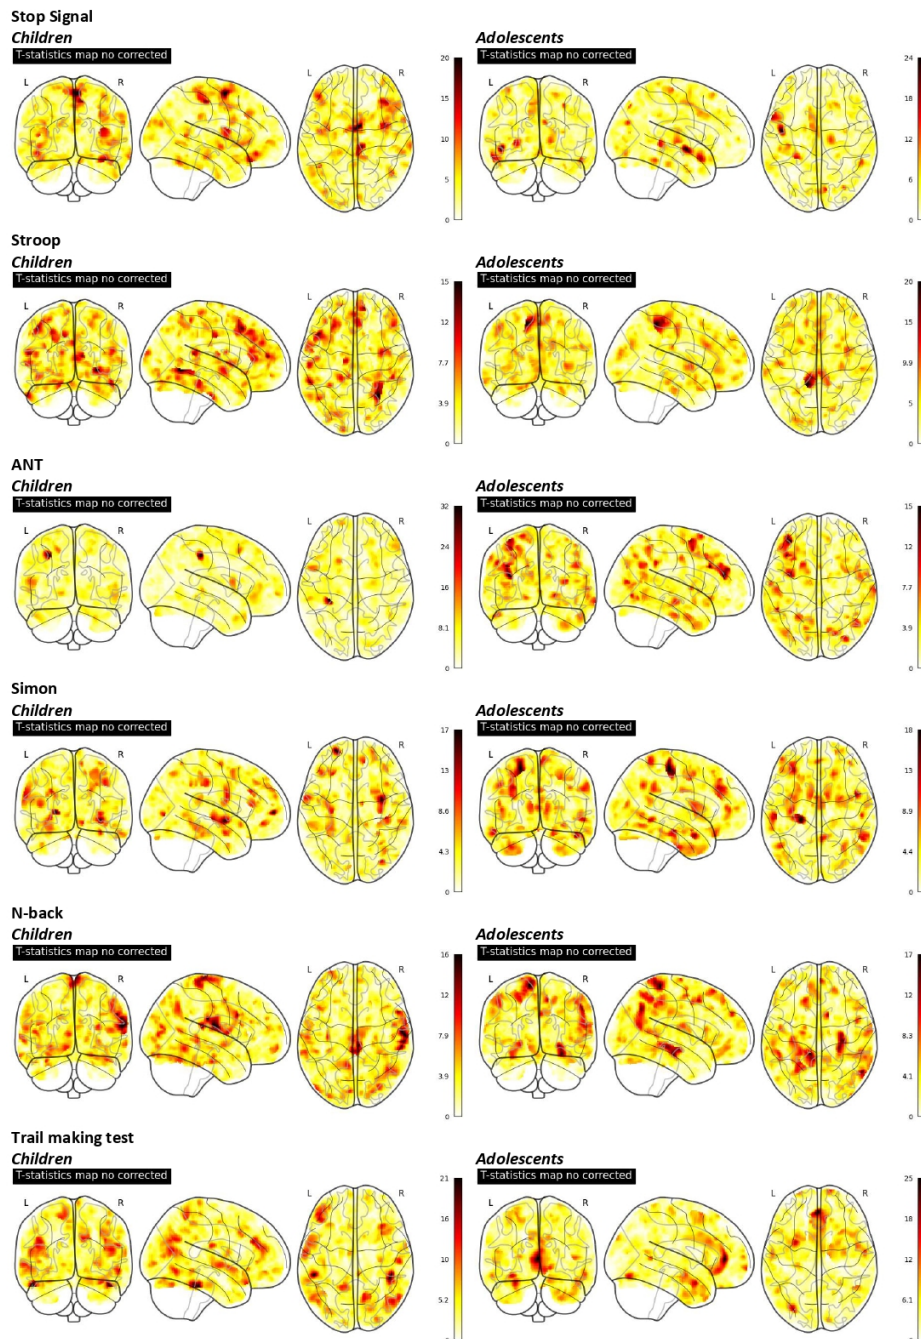 Stop Signal
Children
Adolescents
T-statistics map no corrected
T-statistics map no corrected
L R
R
20
15
10
5
0
L R
L R
24
18
12
6
0
Stroop
Children
Adolescents
T-statistics map no corrected
T-statistics map no corrected
L R
L R
15
12
7.7
3.9
0
L R
L R
20
15
9.9
5
0
ANT
Children
Adolescents
T-statistics map no corrected
T-statistics map no corrected
L R
L R
32
24
16
8.1
0
L R
L R
15
12
7.7
3.9
0
Simon
Children
Adolescents
T-statistics map no corrected
T-statistics map no corrected
L R
L R
17
13
8.6
4.3
0
L R
L R
18
13
8.8
4.4
0
N-back
Children
Adolescents
T-statistics map no corrected
T-statistics map no corrected
L R
L R
16
12
7.9
3.9
0
L R
L R
17
12
8.3
4.1
0
Trail making test
Children
Adolescents
T-statistics map no corrected
T-statistics map no corrected
L R
L R
21
16
10
5.2
L R
L R
25
18
12
6.1